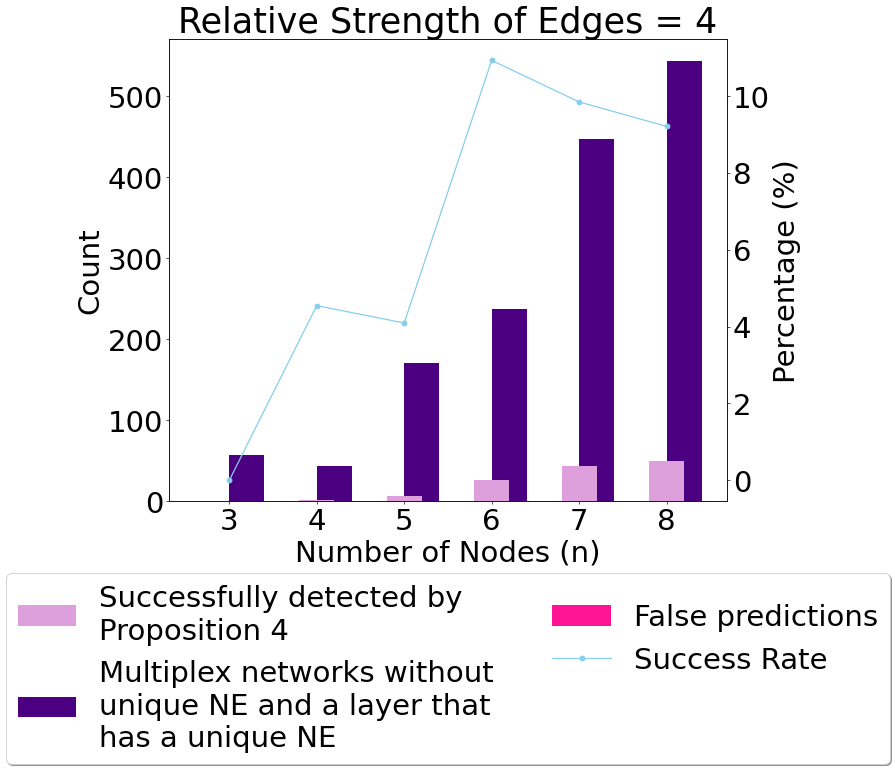 Relative Strength of Edges = 4
Count
500
400
300
200
100
0
10
8
6
4
2
0
Percentage (%)
3 4 5 6 7 8
Number of Nodes (n)
Successfully detected by
Proposition 4
Multiplex networks without
unique NE and a layer that
has a unique NE
False predictions
Success Rate